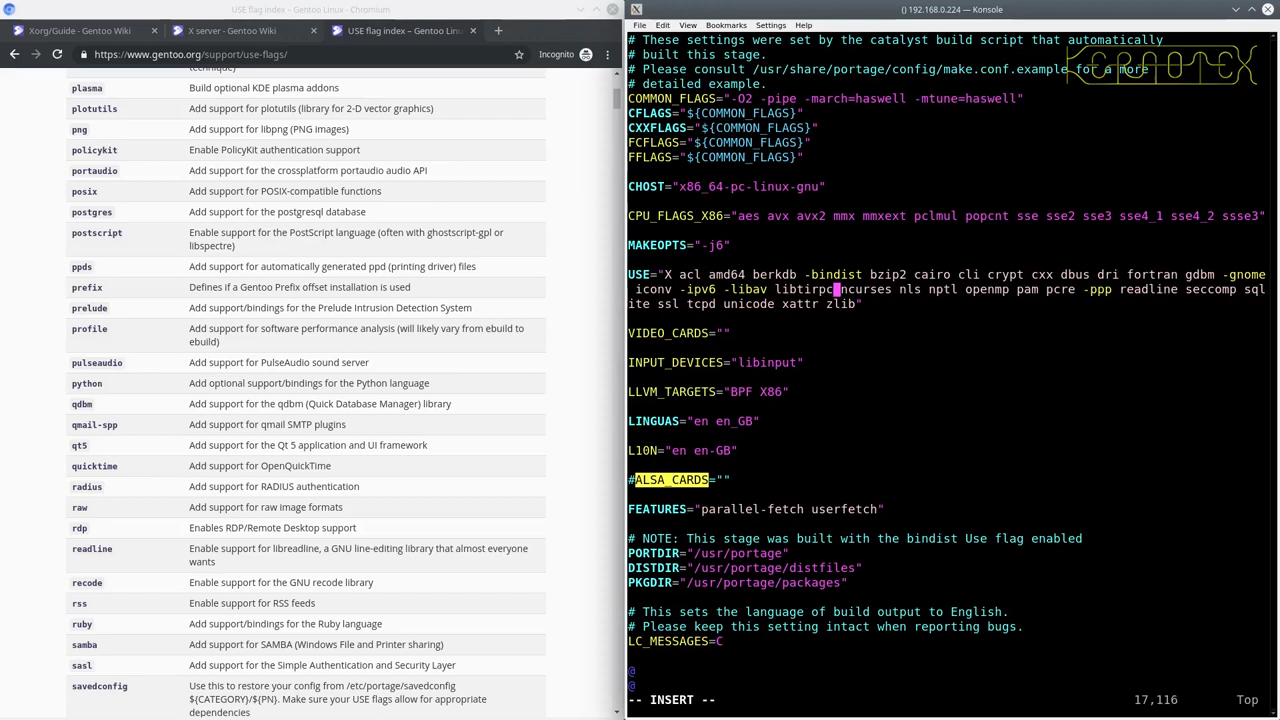 USE flag index – Gentoo Linux - Chromium
Xorg/Guide - Gentoo Wiki
X server - Gentoo Wiki
USE flag index – Gentoo Linu
https://www.gentoo.org/support/use-flags/
Incognito
technique)
plasma Build optional KDE plasma addons
plotutils Add support for plotutils (library for 2-D vector graphics)
png Add support for libpng (PNG images)
policykit Enable PolicyKit authentication support
portaudio Add support for the crossplatform portaudio audio API
posix Add support for POSIX-compatible functions
postgres Add support for the postgresql database
postscript Enable support for the PostScript language (often with ghostscript-gpl or
libspectre)
ppds Add support for automatically generated ppd (printing driver) files
prefix Defines if a Gentoo Prefix offset installation is used
prelude Add support/bindings for the Prelude Intrusion Detection System
profile Add support for software performance analysis (will likely vary from ebuild to
ebuild)
pulseaudio Add support for PulseAudio sound server
python Add optional support/bindings for the Python language
qdbm Add support for the qdbm (Quick Database Manager) library
qmail-spp Add support for qmail SMTP plugins
qt5 Add support for the Qt 5 application and UI framework
quicktime Add support for OpenQuickTime
radius Add support for RADIUS authentication
raw Add support for raw image formats
rdp Enables RDP/Remote Desktop support
readline Enable support for libreadline, a GNU line-editing library that almost everyone
wants
recode Enable support for the GNU recode library
rss Enable support for RSS feeds
ruby Add support/bindings for the Ruby language
samba Add support for SAMBA (Windows File and Printer sharing)
sasl Add support for the Simple Authentication and Security Layer
savedconfig Use this to restore your config from /etc/portage/savedconfig
${CATEGORY}/${PN}. Make sure your USE flags allow for appropriate
dependencies
() 192.168.0.224 — Konsole
File Edit View Bookmarks Settings Help
# These settings were set by the catalyst build script that automatically
# built this stage.
# Please consult /usr/share/portage/config/make.conf.example for a more
# detailed example.
COMMON_FLAGS="-O2 -pipe -march=haswell -mtune=haswell"
CFLAGS="${COMMON_FLAGS}"
CXXFLAGS="${COMMON_FLAGS}"
FCFLAGS="${COMMON_FLAGS}"
FFLAGS="${COMMON_FLAGS}"
CHOST="x86_64-pc-linux-gnu"
CPU_FLAGS_X86="aes avx avx2 mmx mmxext pclmul popcnt sse sse2 sse3 sse4_1 sse4_2 ssse3"
MAKEOPTS="-j6"
USE="X acl amd64 berkdb -bindist bzip2 cairo cli crypt cxx dbus dri fortran gdbm -gnome
iconv -ipv6 -libav libtirpc ncurses nls nptl openmp pam pcre -ppp readline seccomp sql
ite ssl tcpd unicode xattr zlib"
VIDEO_CARDS=""
INPUT_DEVICES="libinput"
LLVM_TARGETS="BPF X86"
LINGUAS="en en_GB"
L10N="en en-GB"
#ALSA_CARDS=""
FEATURES="parallel-fetch userfetch"
# NOTE: This stage was built with the bindist Use flag enabled
PORTDIR="/usr/portage"
DISTDIR="/usr/portage/distfiles"
PKGDIR="/usr/portage/packages"
# This sets the language of build output to English.
# Please keep this setting intact when reporting bugs.
LC_MESSAGES=C
@
@
-- INSERT -- 17,116 Top